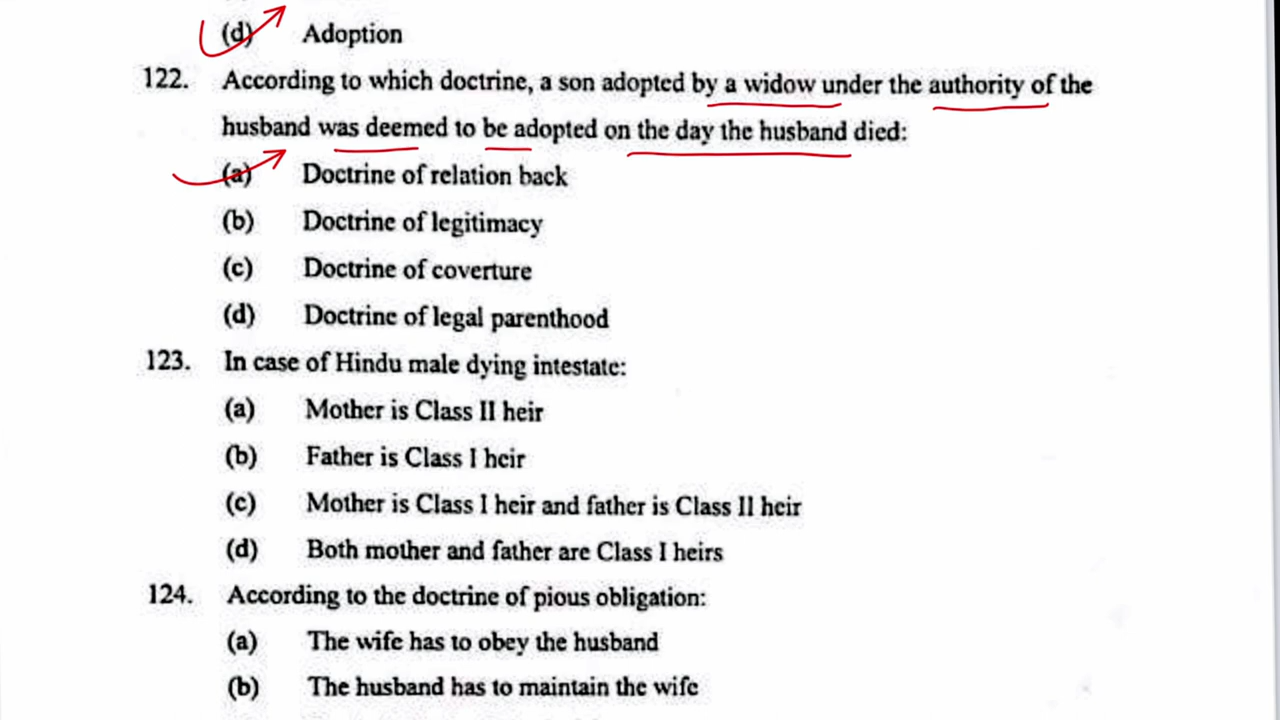 (d) Adoption
122. According to which doctrine, a son adopted by a widow under the authority of the
husband was deemed to be adopted on the day the husband died:
(a) Doctrine of relation back
(b) Doctrine of legitimacy
(c) Doctrine of coverture
(d) Doctrine of legal parenthood
123. In case of Hindu male dying intestate:
(a) Mother is Class II heir
(b) Father is Class I heir
(c) Mother is Class I heir and father is Class II heir
(d) Both mother and father are Class I heirs
124. According to the doctrine of pious obligation:
(a) The wife has to obey the husband
(b) The husband has to maintain the wife